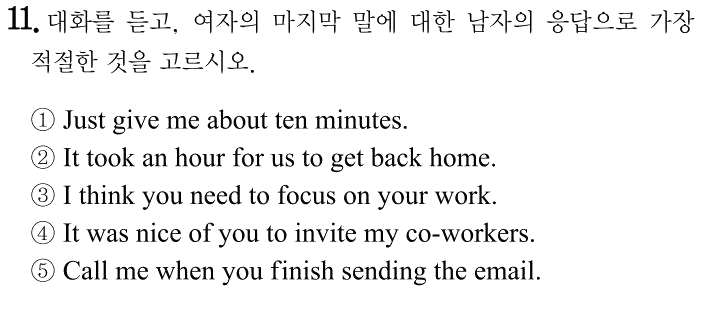 11. 대화를 듣고, 여자의 마지막 말에 대한 남자의 응답으로 가장
적절한 것을 고르시오.
① Just give me about ten minutes.
② It took an hour for us to get back home.
③ I think you need to focus on your work.
④ It was nice of you to invite my co-workers.
⑤ Call me when you finish sending the email.